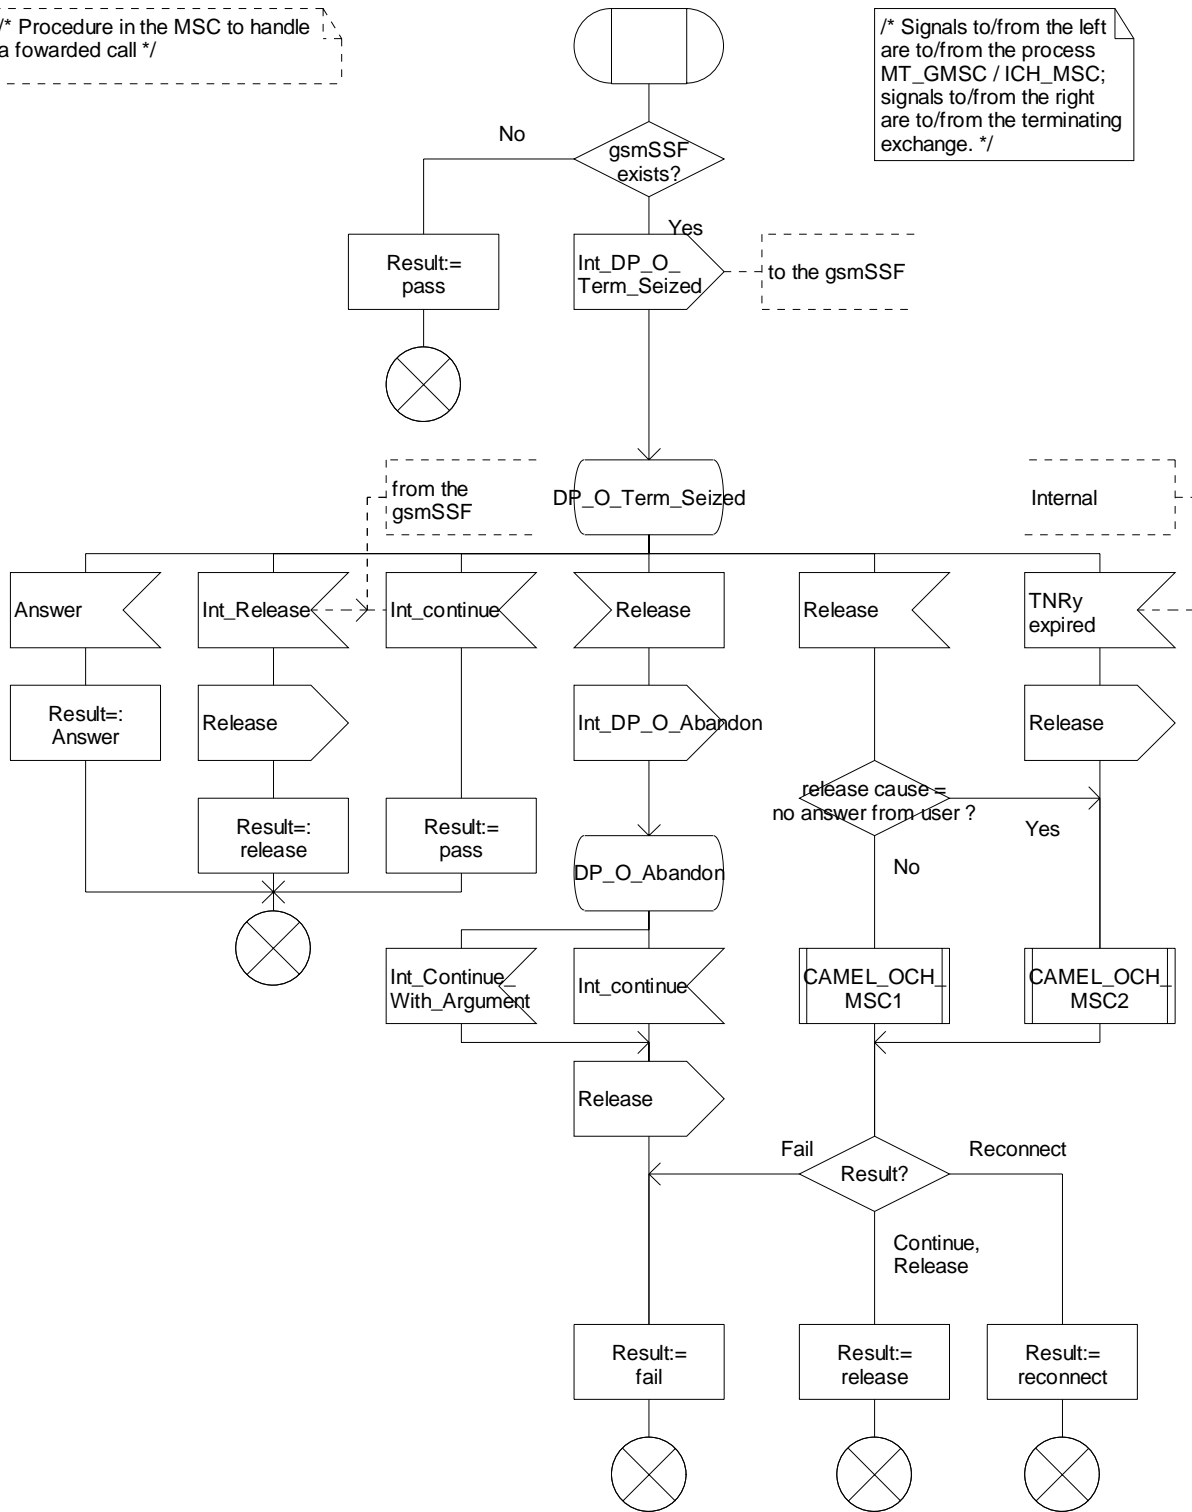 /* Procedure in the MSC to handle
a fowarded call */
/* Signals to/from the left
are to/from the process
MT_GMSC / ICH_MSC;
signals to/from the right
are to/from the terminating
exchange. */
No
gsmSSF
exists?
Yes
Result:=
pass
Int_DP_O_
Term_Seized
to the gsmSSF
from the
gsmSSF
DP_O_Term_Seized
Internal
Answer
Int_Release
Int_continue
Release
Release
TNRy
expired
Result=:
Answer
Release
Int_DP_O_Abandon
Release
Result=:
release
Result:=
pass
release cause =
no answer from user ?
Yes
No
DP_O_Abandon
Int_Continue_
With_Argument
Int_continue
CAMEL_OCH_
MSC1
CAMEL_OCH_
MSC2
Release
Fail
Result?
Reconnect
Continue,
Release
Result:=
fail
Result:=
release
Result:=
reconnect